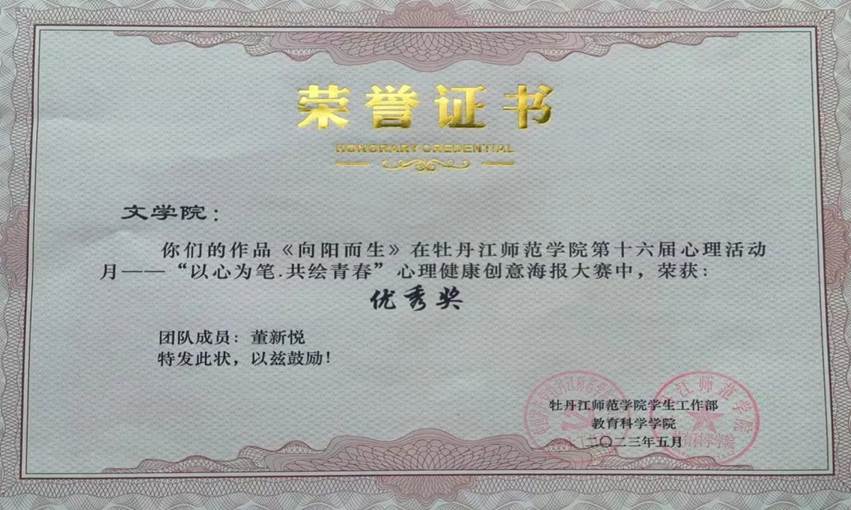 荣誉证书
HONORARY CREDENTIAL
文学院：
你们的作品《向阳而生》在牡丹江师范学院第十六届心理活动
月——“以心为笔.共绘青春”心理健康创意海报大赛中，荣获：
优秀奖
团队成员：董新悦
特发此状，以兹鼓励！
牡丹江师范学院学生工作部
教育科学学院
二〇二三年五月